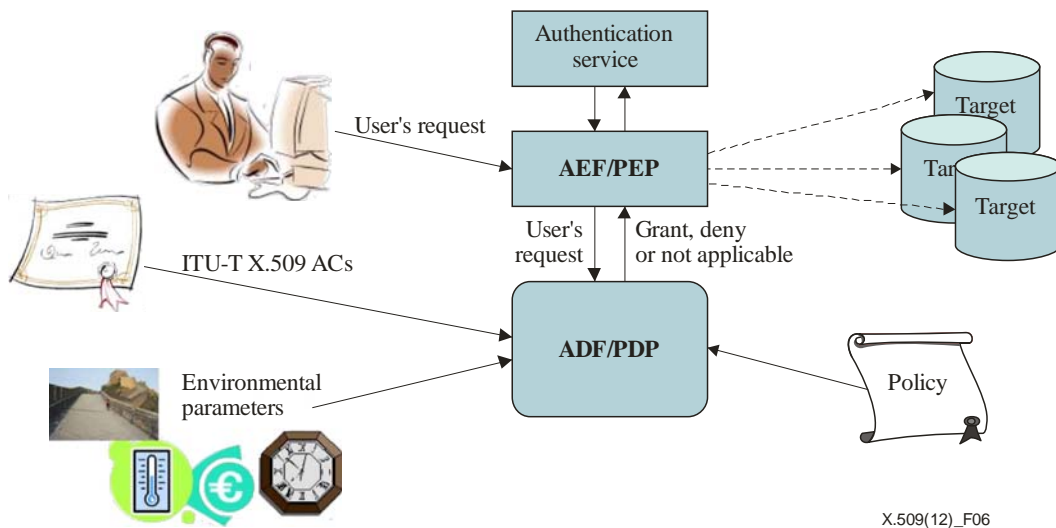 Authentication
service
Target
User's request
AEF/PEP
Target
Target
User's
request
Grant, deny
or not applicable
ITU-T X.509 ACs
ADF/PDP
Environmental
parameters
Policy
€
X.509(12)_F06